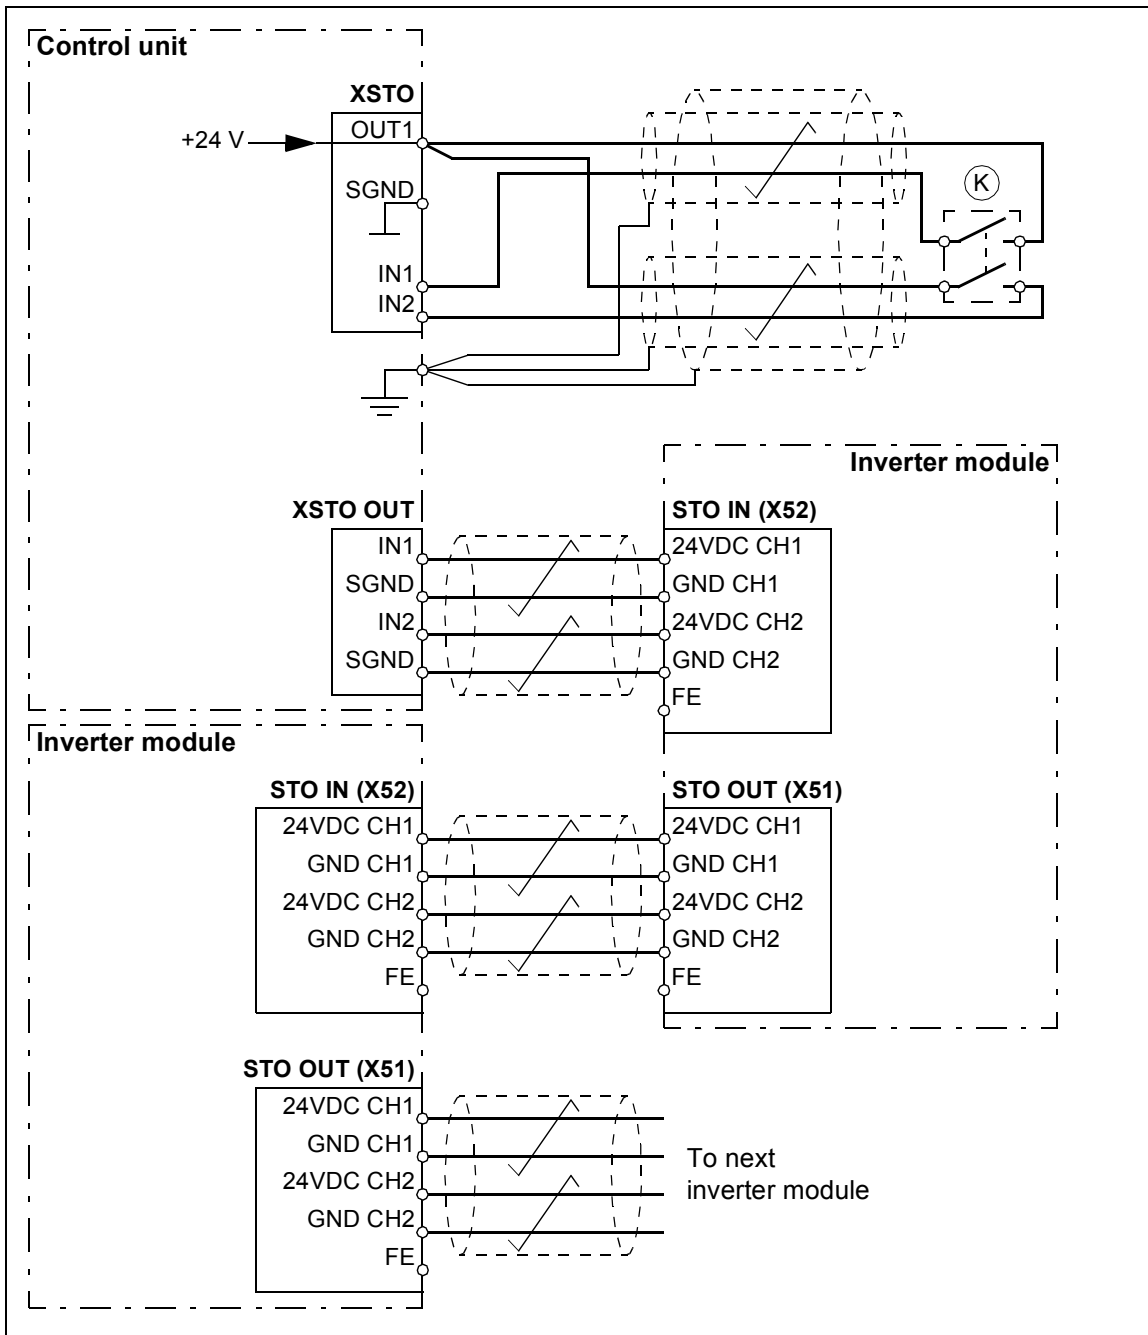 Control unit
XSTO
OUT1
+24 V
SGND
K
IN1
IN2
Inverter module
XSTO OUT
STO IN (X52)
IN1
24VDC CH1
SGND
GND CH1
IN2
24VDC CH2
SGND
GND CH2
FE
Inverter module
STO IN (X52)
STO OUT (X51)
24VDC CH1
24VDC CH1
GND CH1
GND CH1
24VDC CH2
24VDC CH2
GND CH2
GND CH2
FE
FE
STO OUT (X51)
24VDC CH1
GND CH1
24VDC CH2
GND CH2
FE
To next
inverter module